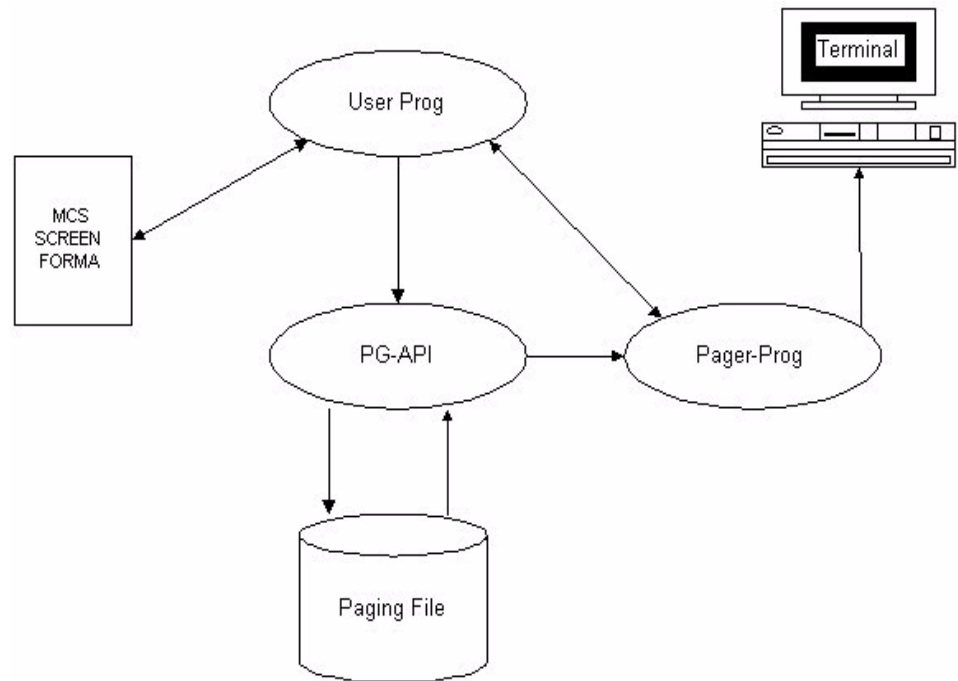 Terminal
User Prog
MCS
SCREEN
FORMA
PG-API
Pager-Prog
Paging File